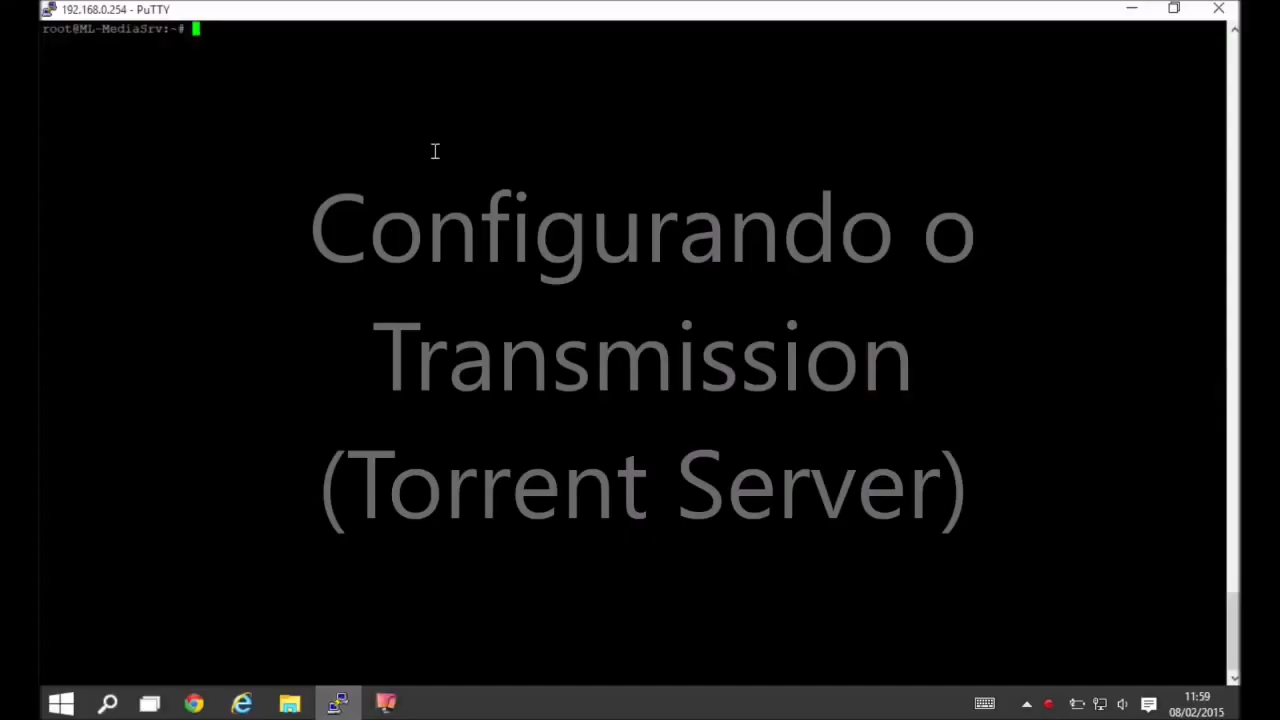 192.168.0.254 - PuTTY
root@ML-MediaSrv:~#
Configurando o
Transmission
(Torrent Server)
11:59
08/02/2015